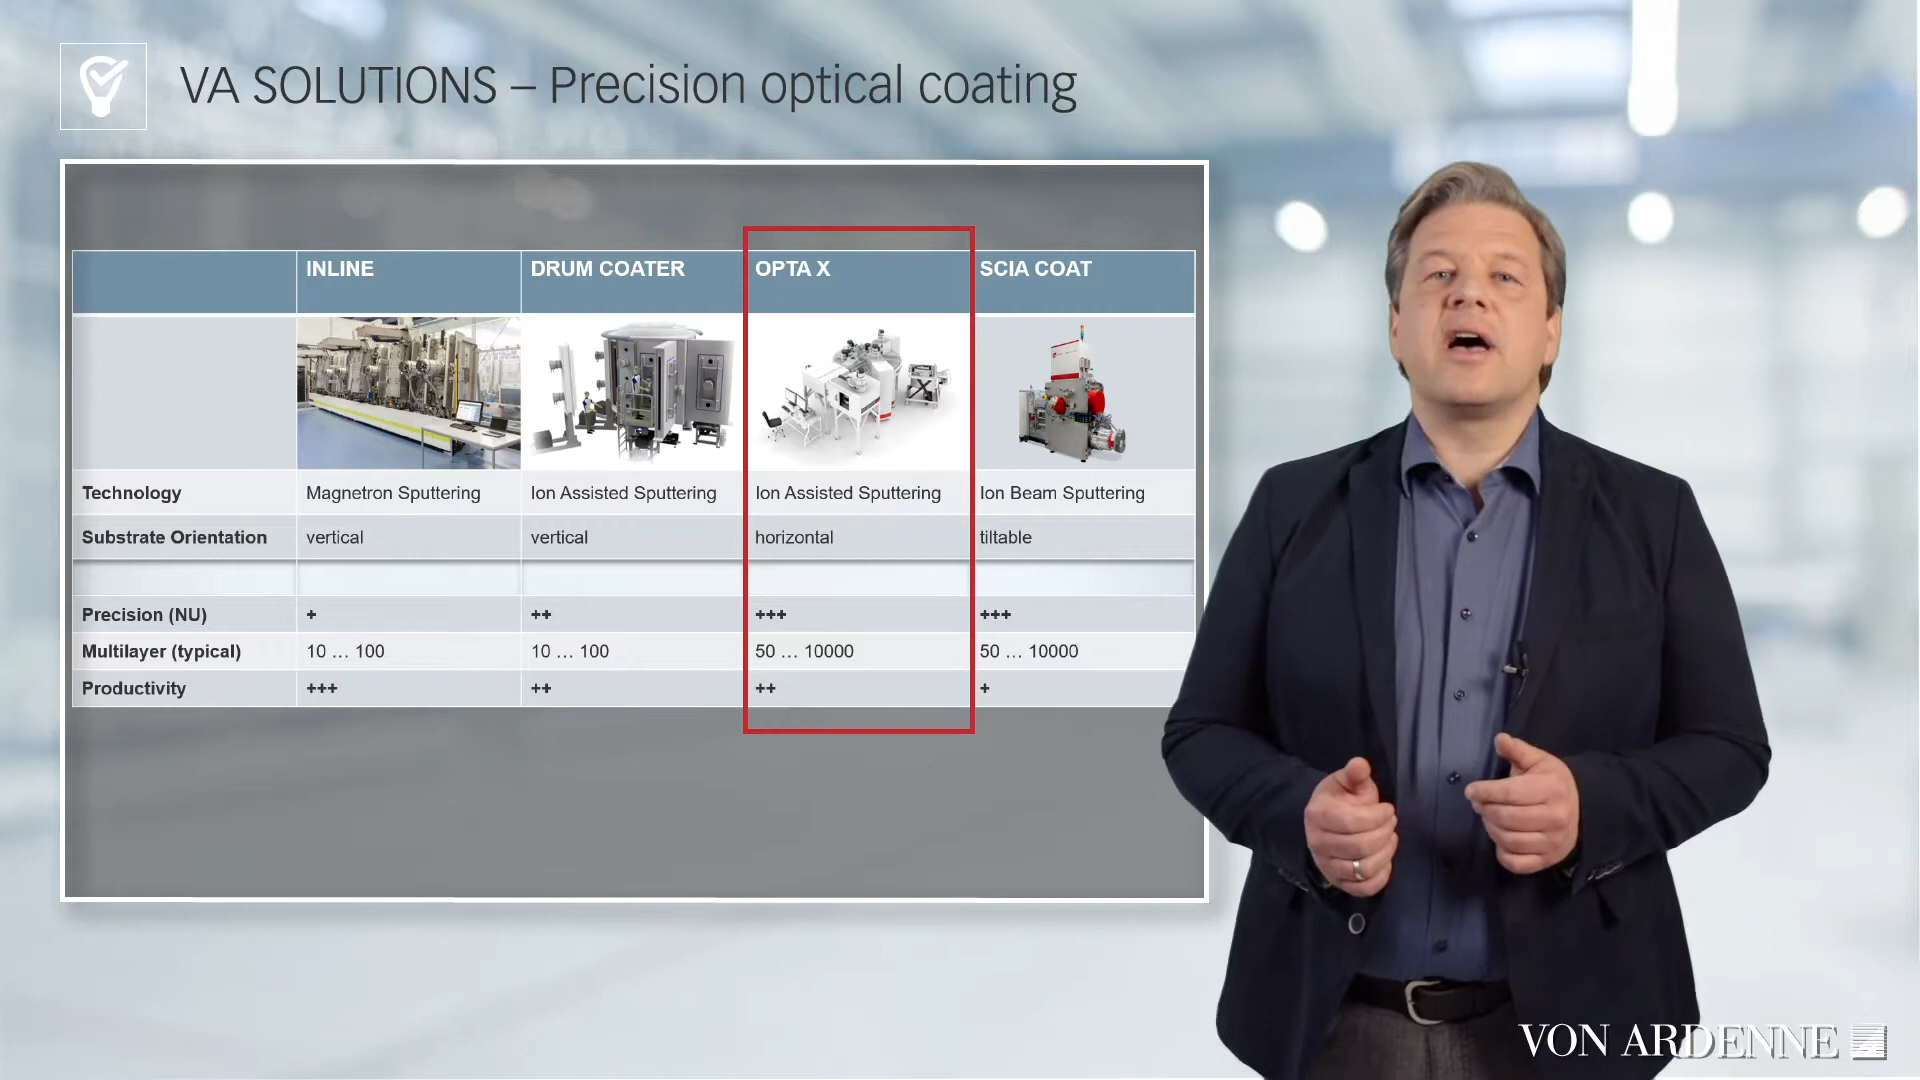 VA SOLUTIONS – Precision optical coating
INLINE DRUM COATER OPTA X SCIA COAT
Technology Magnetron Sputtering Ion Assisted Sputtering Ion Assisted Sputtering Ion Beam Sputtering
Substrate Orientation vertical vertical horizontal tiltable
Precision (NU) + ++ +++ +++
Multilayer (typical) 10 … 100 10 … 100 50 … 10000 50 … 10000
Productivity +++ ++ ++ +
VON ARDENNE